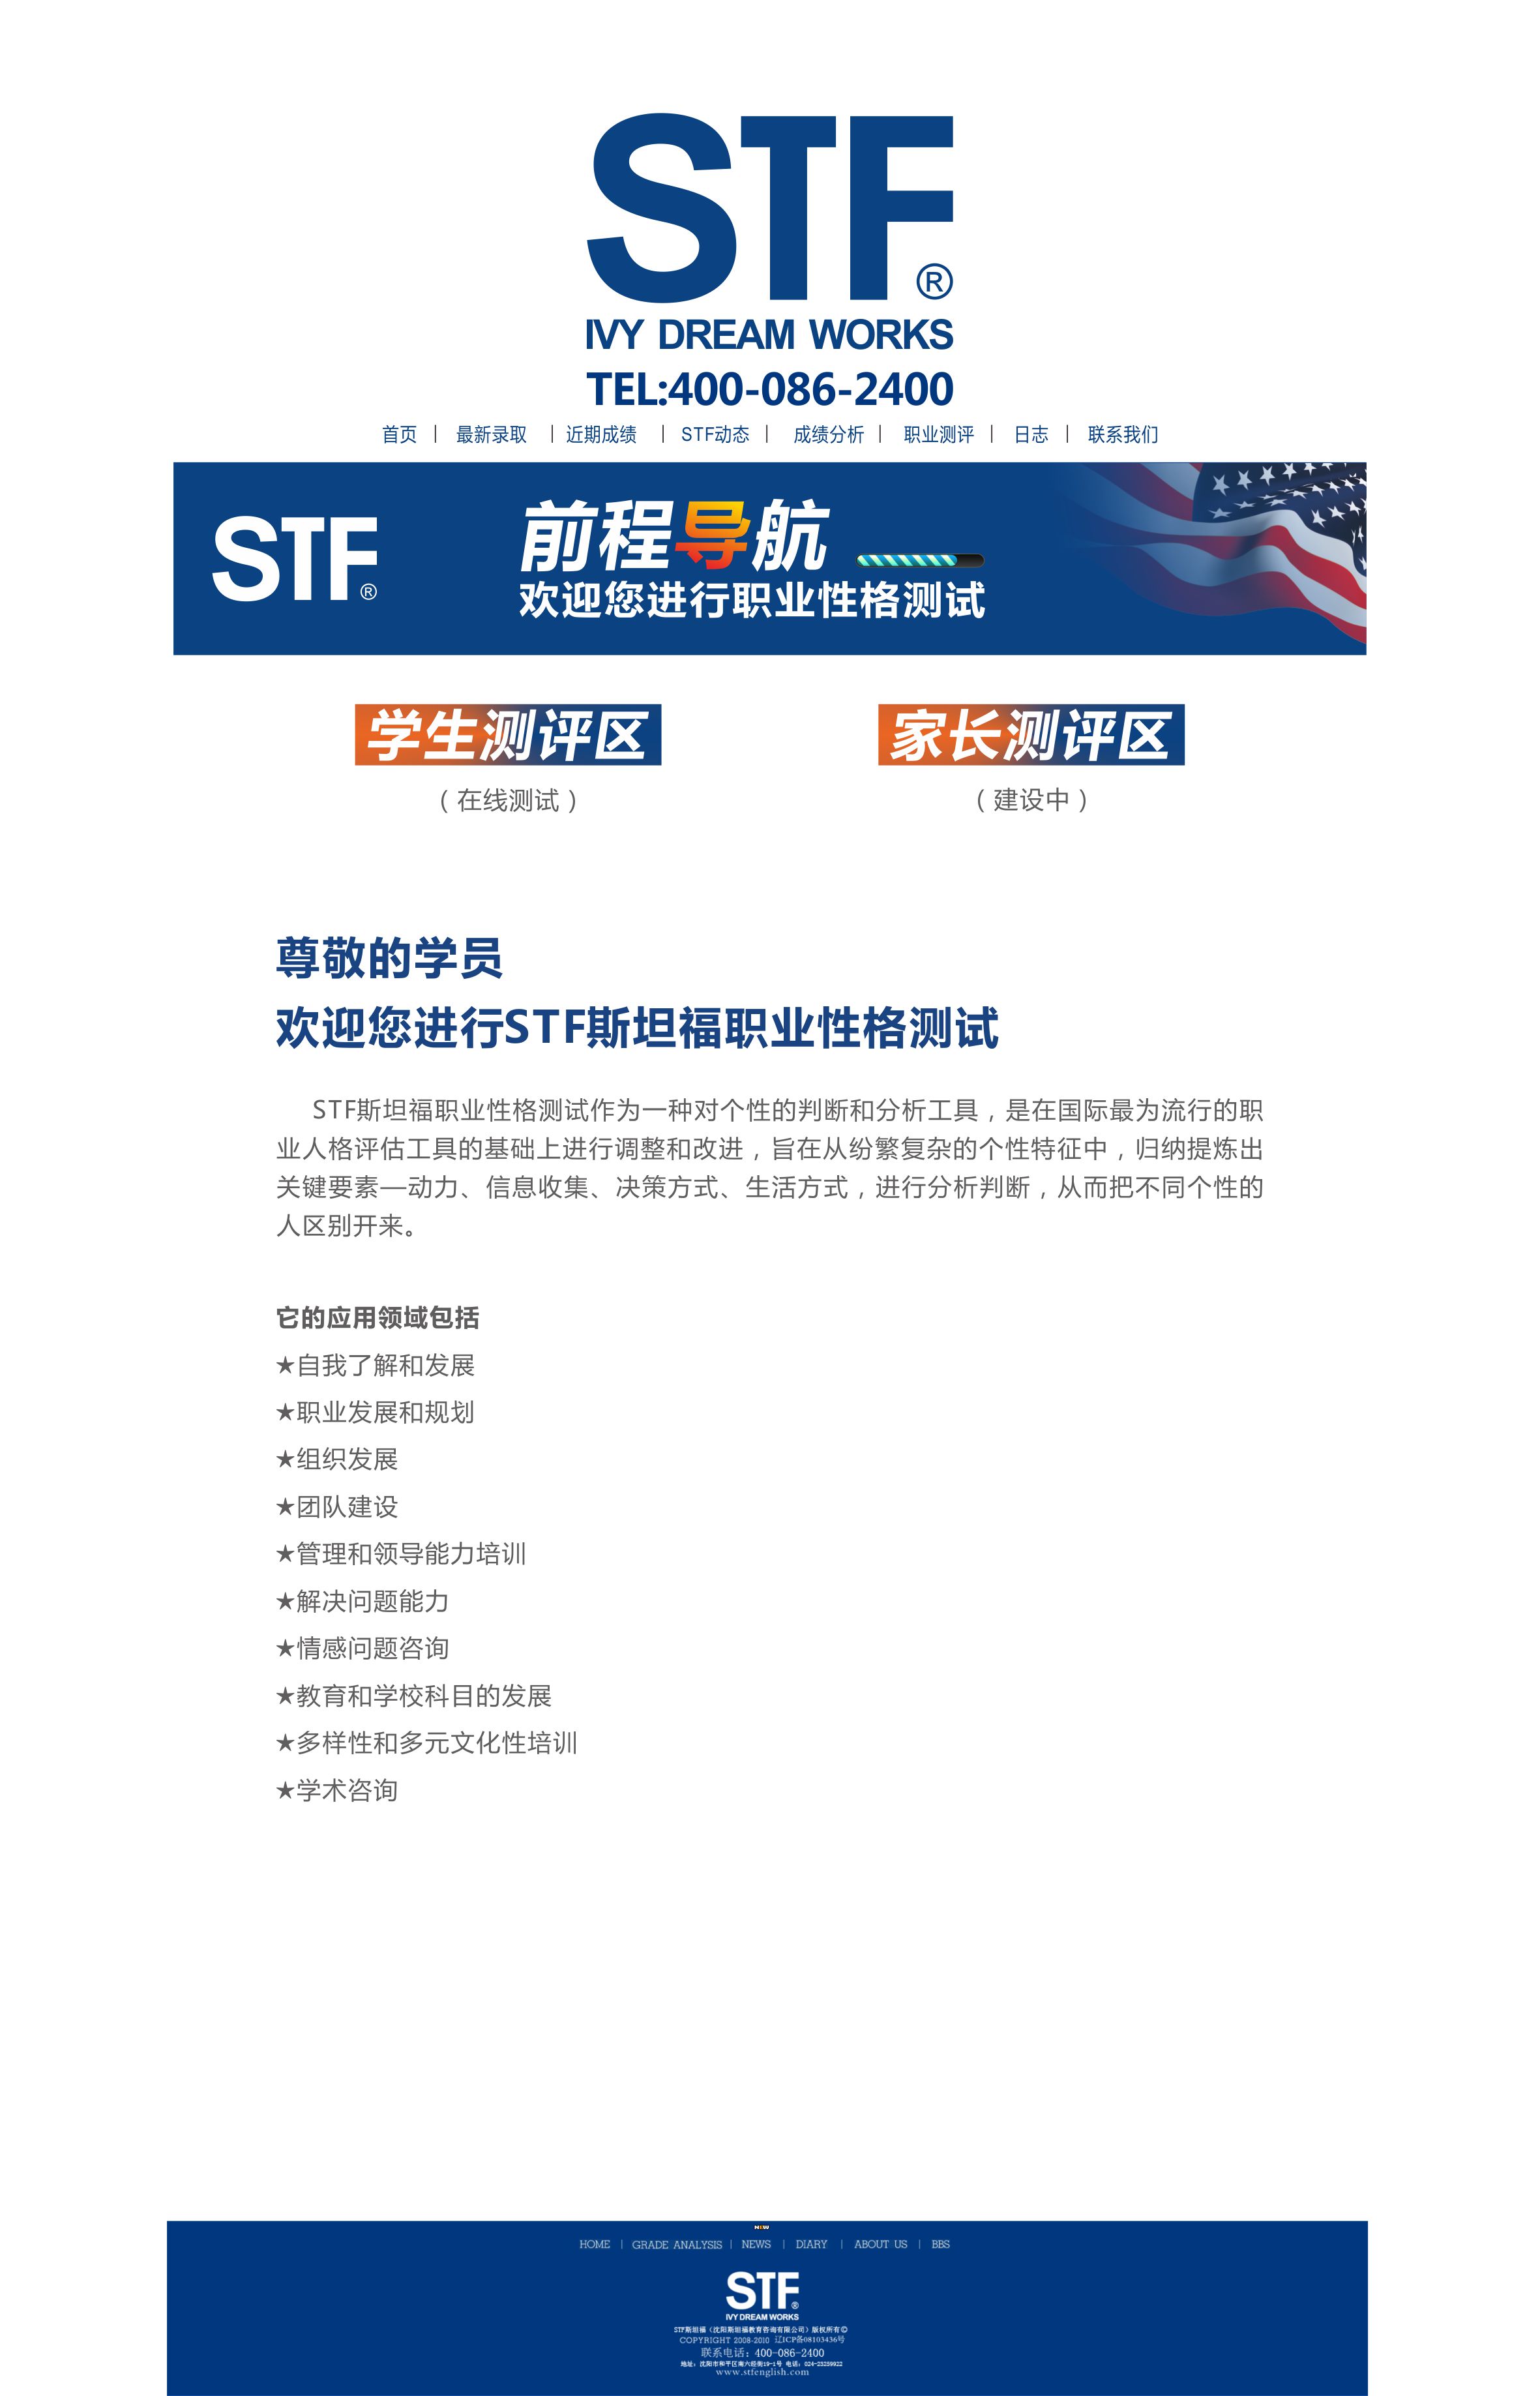 STF®
IVY DREAM WORKS
TEL:400-086-2400
首页 | 最新录取 | 近期成绩 | STF动态 | 成绩分析 | 职业测评 | 日志 | 联系我们
STF®
前程导航
欢迎您进行职业性格测试
学生测评区
家长测评区
（在线测试）
（建设中）
尊敬的学员
欢迎您进行STF斯坦福职业性格测试
STF斯坦福职业性格测试作为一种对个性的判断和分析工具，是在国际最为流行的职
业人格评估工具的基础上进行调整和改进，旨在从纷繁复杂的个性特征中，归纳提炼出
关键要素—动力、信息收集、决策方式、生活方式，进行分析判断，从而把不同个性的
人区别开来。
它的应用领域包括
★自我了解和发展
★职业发展和规划
★组织发展
★团队建设
★管理和领导能力培训
★解决问题能力
★情感问题咨询
★教育和学校科目的发展
★多样性和多元文化性培训
★学术咨询
NEW
HOME | GRADE ANALYSIS | NEWS | DIARY | ABOUT US | BBS
STF®
IVY DREAM WORKS
STF斯坦福（沈阳斯坦福教育咨询有限公司）版权所有©
COPYRIGHT 2008-2010 辽ICP备08103436号
联系电话：400-086-2400
地址：沈阳市和平区南六经街19-1号 电话：024-23239922
www.stfenglish.com